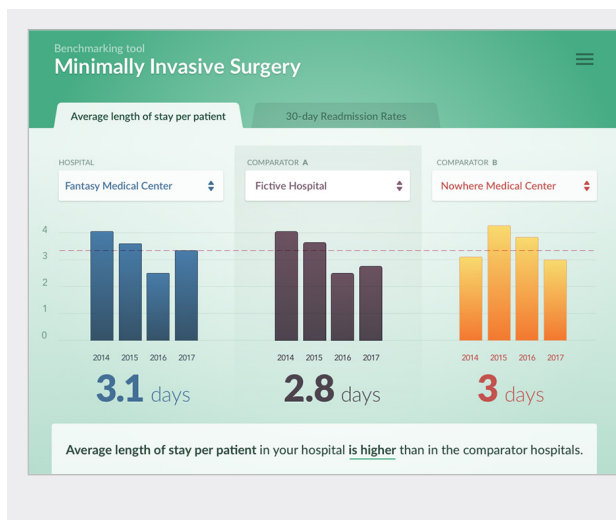 Benchmarking tool
Minimally Invasive Surgery
Average length of stay per patient
30-day Readmission Rates
HOSPITAL
COMPARATOR A
COMPARATOR B
Fantasy Medical Center
Fictive Hospital
Nowhere Medical Center
4
3
2
1
0
2014 2015 2016 2017
2014 2015 2016 2017
2014 2015 2016 2017
3.1 days
2.8 days
3 days
Average length of stay per patient in your hospital is higher than in the comparator hospitals.